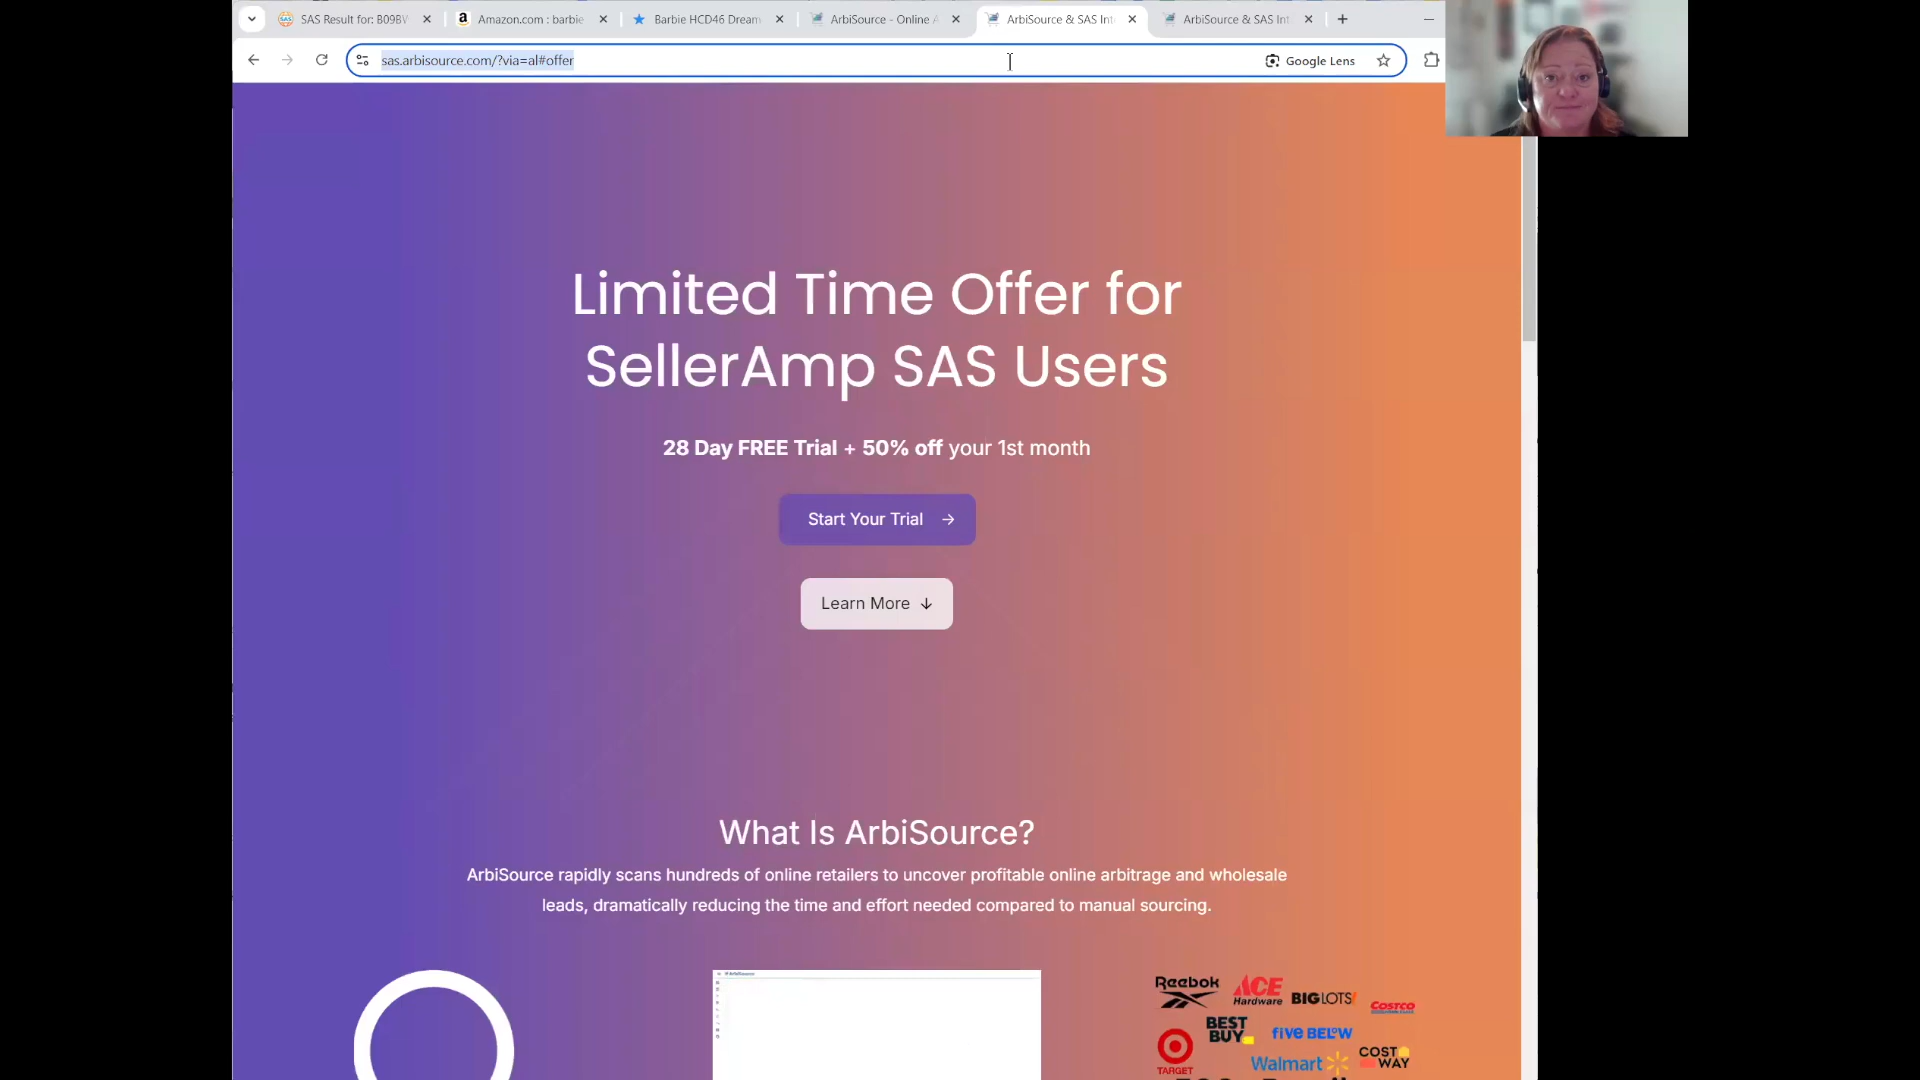 SAS Result for: B09BV
Amazon.com : barbie
Barbie HCD46 Dream
ArbiSource - Online A
ArbiSource & SAS Int
ArbiSource & SAS Int
sas.arbisource.com/?via=al#offer
Google Lens
Limited Time Offer for
SellerAmp SAS Users
28 Day FREE Trial + 50% off your 1st month
Start Your Trial →
Learn More ↓
What Is ArbiSource?
ArbiSource rapidly scans hundreds of online retailers to uncover profitable online arbitrage and wholesale
leads, dramatically reducing the time and effort needed compared to manual sourcing.
Reebok
ACE
Hardware
BIG LOTS!
COSTCO
BEST
BUY
five BEL°W
TARGET
Walmart
COST
WAY